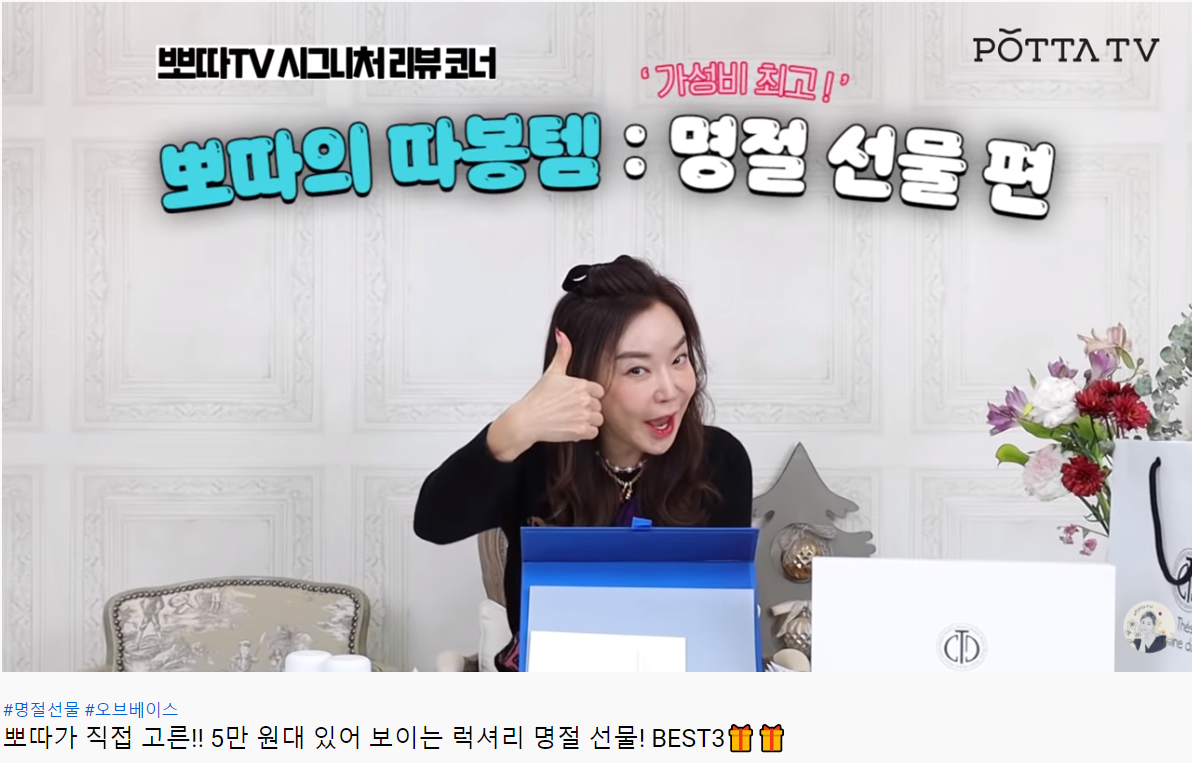 뽀따TV 시그니처 리뷰 코너
POTTA TV
‘가성비 최고!’
뽀따의 따봉템 : 명절 선물 편
CTD
#명절선물 #오브베이스
뽀따가 직접 고른!! 5만 원대 있어 보이는 럭셔리 명절 선물! BEST3🎁🎁